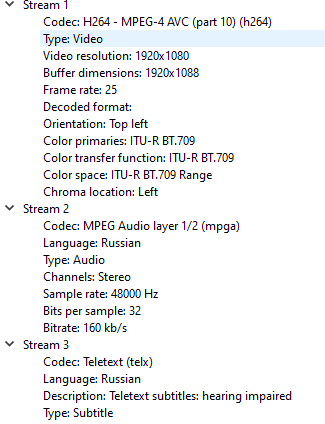 Stream 1
Codec: H264 - MPEG-4 AVC (part 10) (h264)
Type: Video
Video resolution: 1920x1080
Buffer dimensions: 1920x1088
Frame rate: 25
Decoded format:
Orientation: Top left
Color primaries: ITU-R BT.709
Color transfer function: ITU-R BT.709
Color space: ITU-R BT.709 Range
Chroma location: Left
Stream 2
Codec: MPEG Audio layer 1/2 (mpga)
Language: Russian
Type: Audio
Channels: Stereo
Sample rate: 48000 Hz
Bits per sample: 32
Bitrate: 160 kb/s
Stream 3
Codec: Teletext (telx)
Language: Russian
Description: Teletext subtitles: hearing impaired
Type: Subtitle